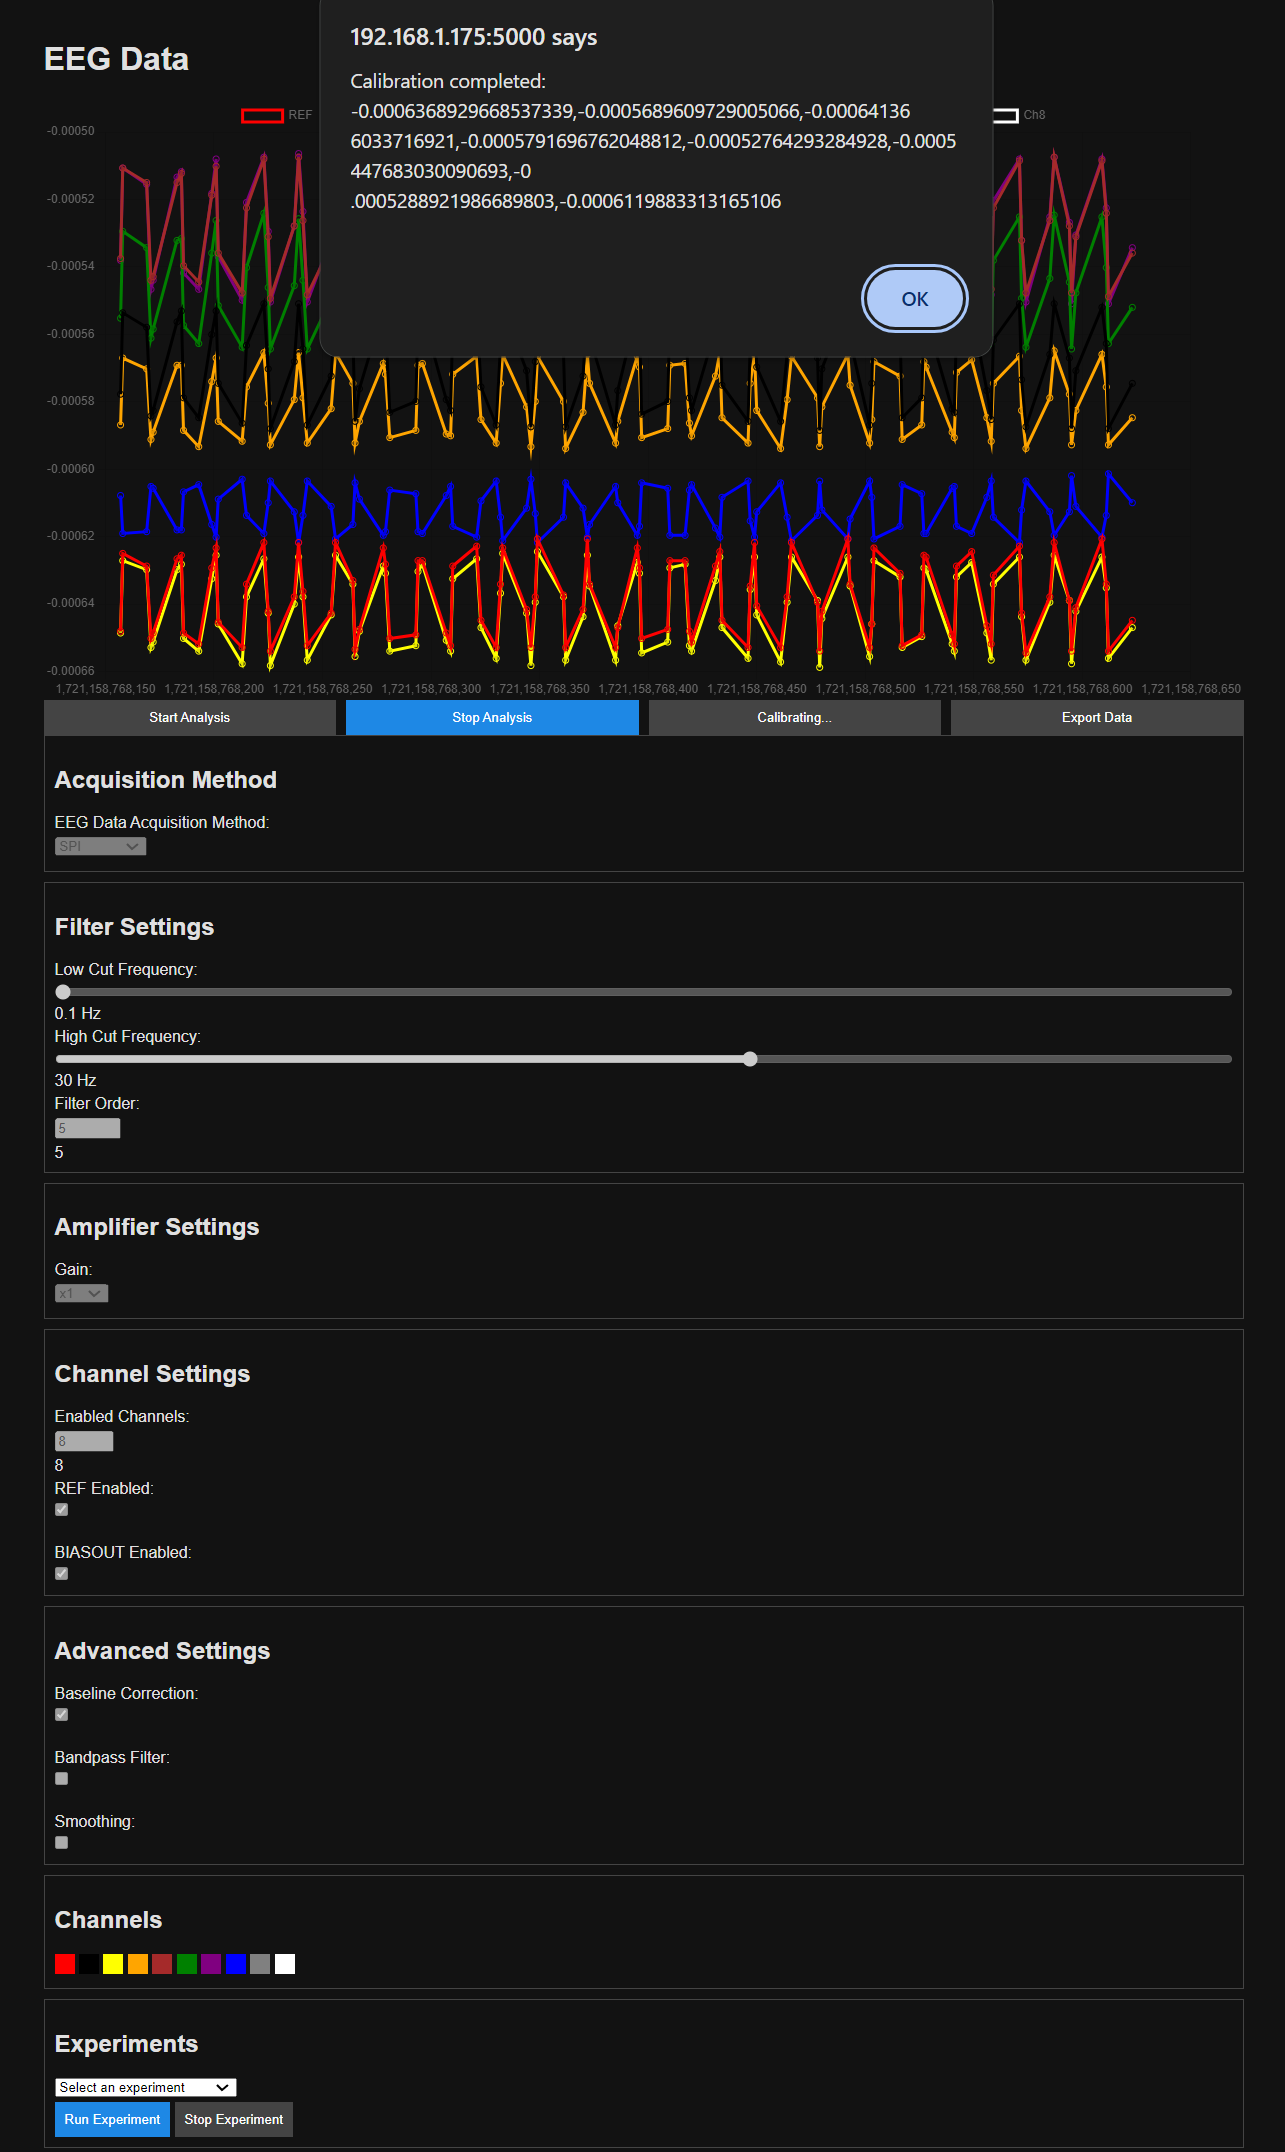 192.168.1.175:5000 says
Calibration completed:
-0.0006368929668537339,-0.0005689609729005066,-0.00064136
6033716921,-0.0005791696762048812,-0.00052764293284928,-0.0005
447683030090693,-0
.0005288921986689803,-0.0006119883313165106
OK
EEG Data
REF
Ch8
-0.00050
-0.00052
-0.00054
-0.00056
-0.00058
-0.00060
-0.00062
-0.00064
-0.00066
1,721,158,768,150 1,721,158,768,200 1,721,158,768,250 1,721,158,768,300 1,721,158,768,350 1,721,158,768,400 1,721,158,768,450 1,721,158,768,500 1,721,158,768,550 1,721,158,768,600 1,721,158,768,650
Start Analysis Stop Analysis Calibrating... Export Data
Acquisition Method
EEG Data Acquisition Method:
SPI
Filter Settings
Low Cut Frequency:
0.1 Hz
High Cut Frequency:
30 Hz
Filter Order:
5
5
Amplifier Settings
Gain:
x1
Channel Settings
Enabled Channels:
8
8
REF Enabled:
BIASOUT Enabled:
Advanced Settings
Baseline Correction:
Bandpass Filter:
Smoothing:
Channels
Experiments
Select an experiment
Run Experiment Stop Experiment